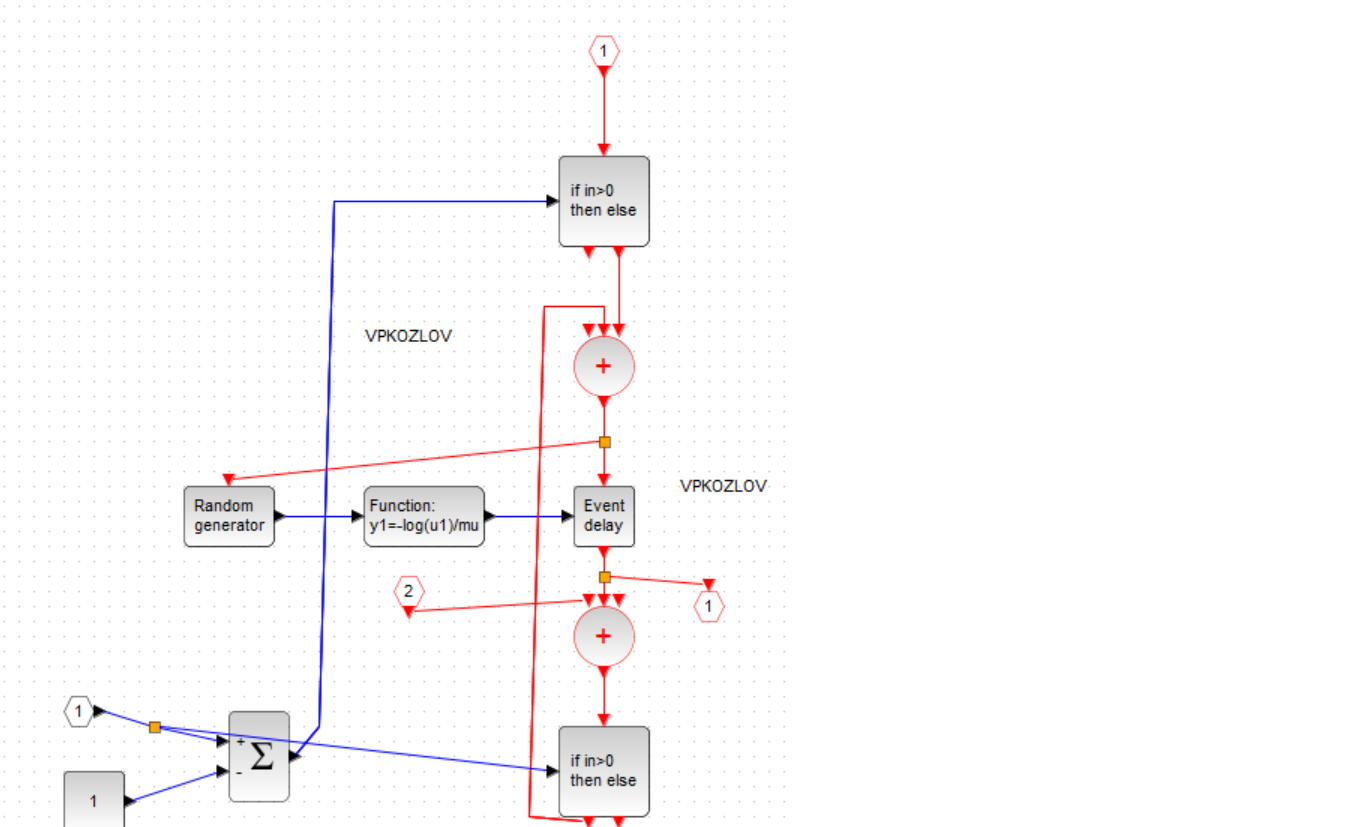 1
if in>0
then else
VPKOZLOV
+
VPKOZLOV
Random
generator
Function:
y1=-log(u1)/mu
Event
delay
2
1
+
1
+
-
Σ
if in>0
then else
1